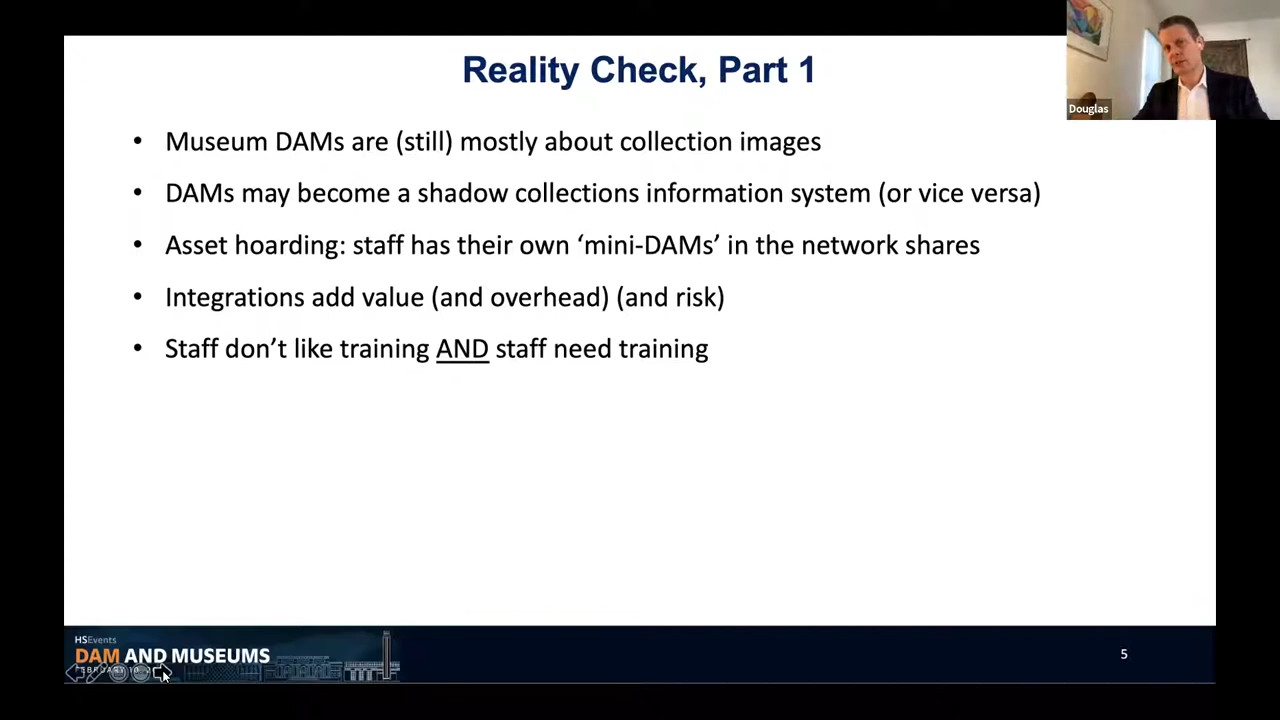 Reality Check, Part 1
Douglas
• Museum DAMs are (still) mostly about collection images
• DAMs may become a shadow collections information system (or vice versa)
• Asset hoarding: staff has their own ‘mini-DAMs’ in the network shares
• Integrations add value (and overhead) (and risk)
• Staff don’t like training AND staff need training
HSEvents
DAM AND MUSEUMS
5